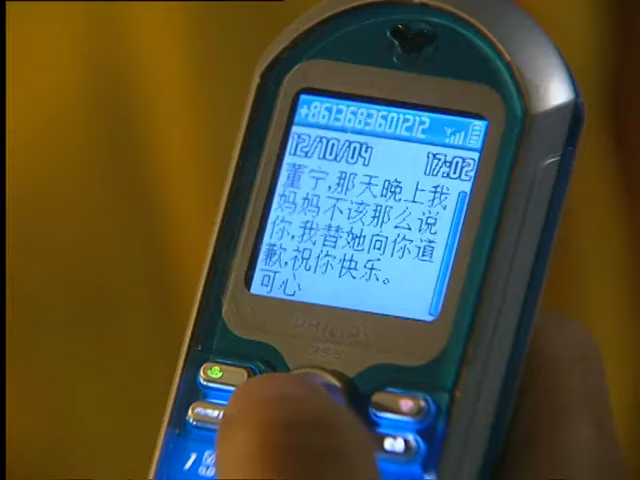 +8613683601212
12/10/04 17:02
董宁,那天晚上我
妈妈不该那么说
你,我替她向你道
歉,祝你快乐。
可心
PHILIPS
355